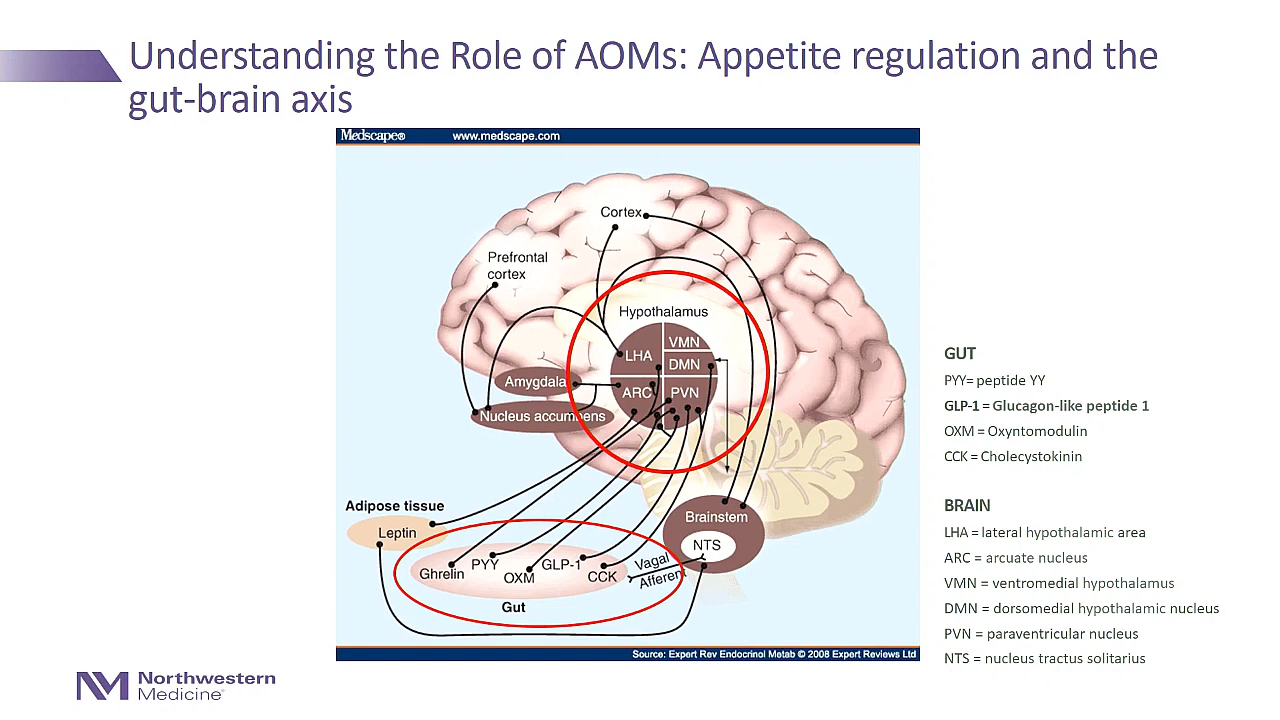 Understanding the Role of AOMs: Appetite regulation and the
gut-brain axis
Medscape® www.medscape.com
Cortex
Prefrontal
cortex
Hypothalamus
LHA
VMN
DMN
Amygdala
ARC
PVN
Nucleus accumbens
Adipose tissue
Leptin
Brainstem
NTS
Ghrelin
PYY
OXM
GLP-1
CCK
Vagal
Afferent
Gut
Source: Expert Rev Endocrinol Metab © 2008 Expert Reviews Ltd
GUT
PYY= peptide YY
GLP-1 = Glucagon-like peptide 1
OXM = Oxyntomodulin
CCK = Cholecystokinin
BRAIN
LHA = lateral hypothalamic area
ARC = arcuate nucleus
VMN = ventromedial hypothalamus
DMN = dorsomedial hypothalamic nucleus
PVN = paraventricular nucleus
NTS = nucleus tractus solitarius
NM Northwestern
Medicine®